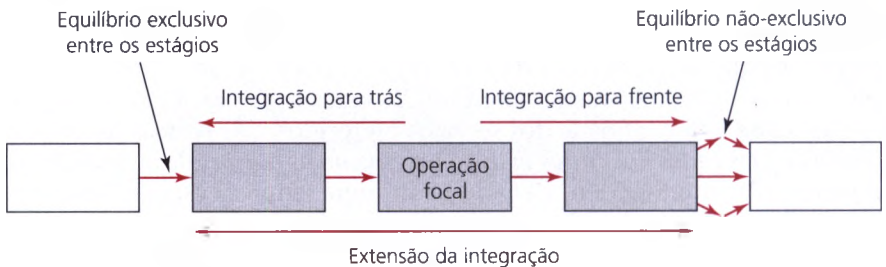 Equilíbrio exclusivo
entre os estágios
Equilíbrio não-exclusivo
entre os estágios
Integração para trás
Integração para frente
Operação
focal
Extensão da integração